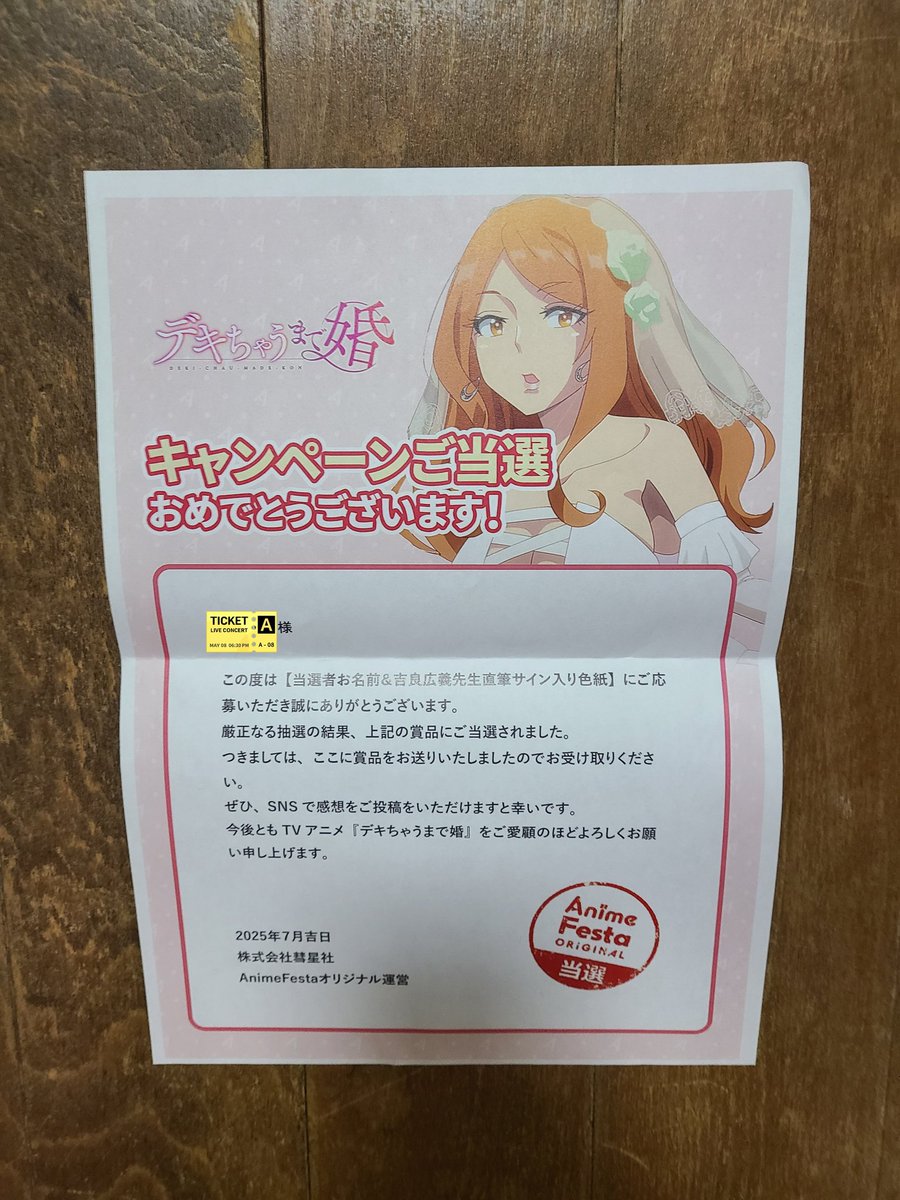 デキちゃうまで婚
DEKI-CHAU-MADE-KON
キャンペーンご当選
おめでとうございます!
TICKET
LIVE CONCERT
MAY 08 06:30 PM
A
A - 08
様
この度は【当選者お名前&吉良広義先生直筆サイン入り色紙】にご応
募いただき誠にありがとうございます。
厳正なる抽選の結果、上記の賞品にご当選されました。
つきましては、ここに賞品をお送りいたしましたのでお受け取りくださ
い。
ぜひ、SNSで感想をご投稿をいただけますと幸いです。
今後ともTVアニメ『デキちゃうまで婚』をご愛顧のほどよろしくお願
い申し上げます。
2025年7月吉日
株式会社彗星社
AnimeFestaオリジナル運営
Anime
Festa
ORiGiNAL
当選